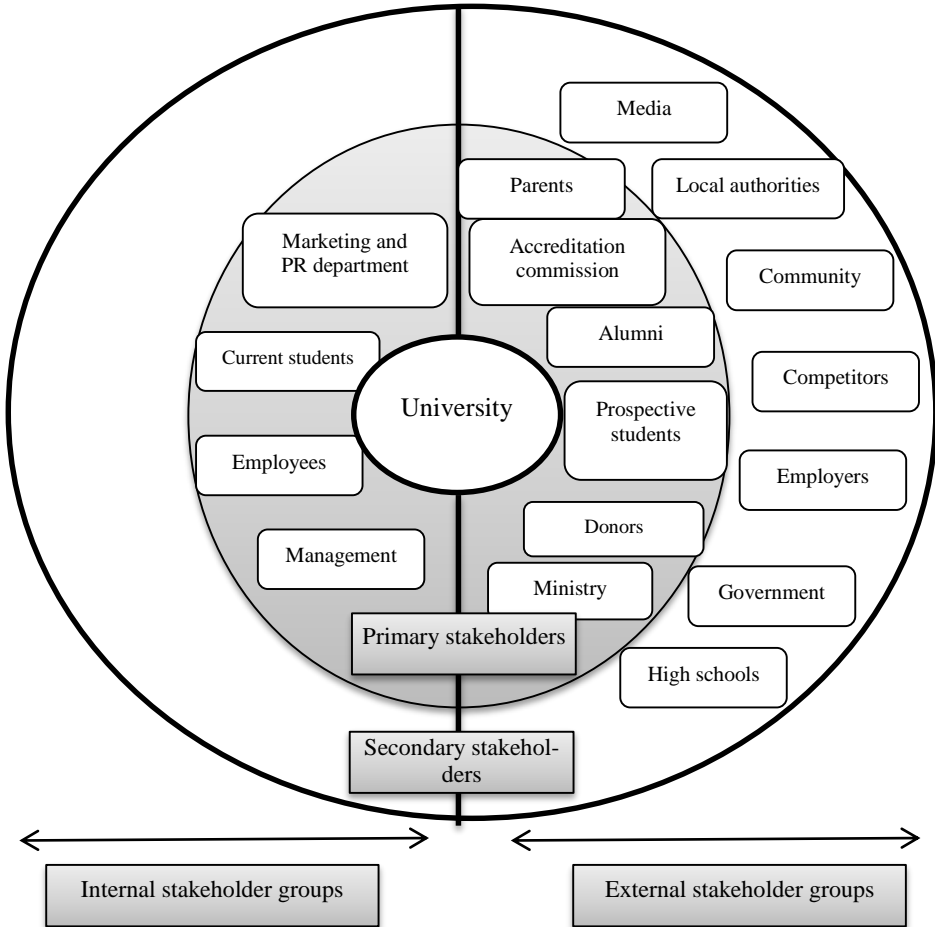 Media
Parents
Local authorities
Marketing and
PR department
Accreditation
commission
Community
Alumni
Current students
Competitors
University
Prospective
students
Employees
Employers
Donors
Management
Ministry
Government
Primary stakeholders
High schools
Secondary stakehol-
ders
Internal stakeholder groups
External stakeholder groups